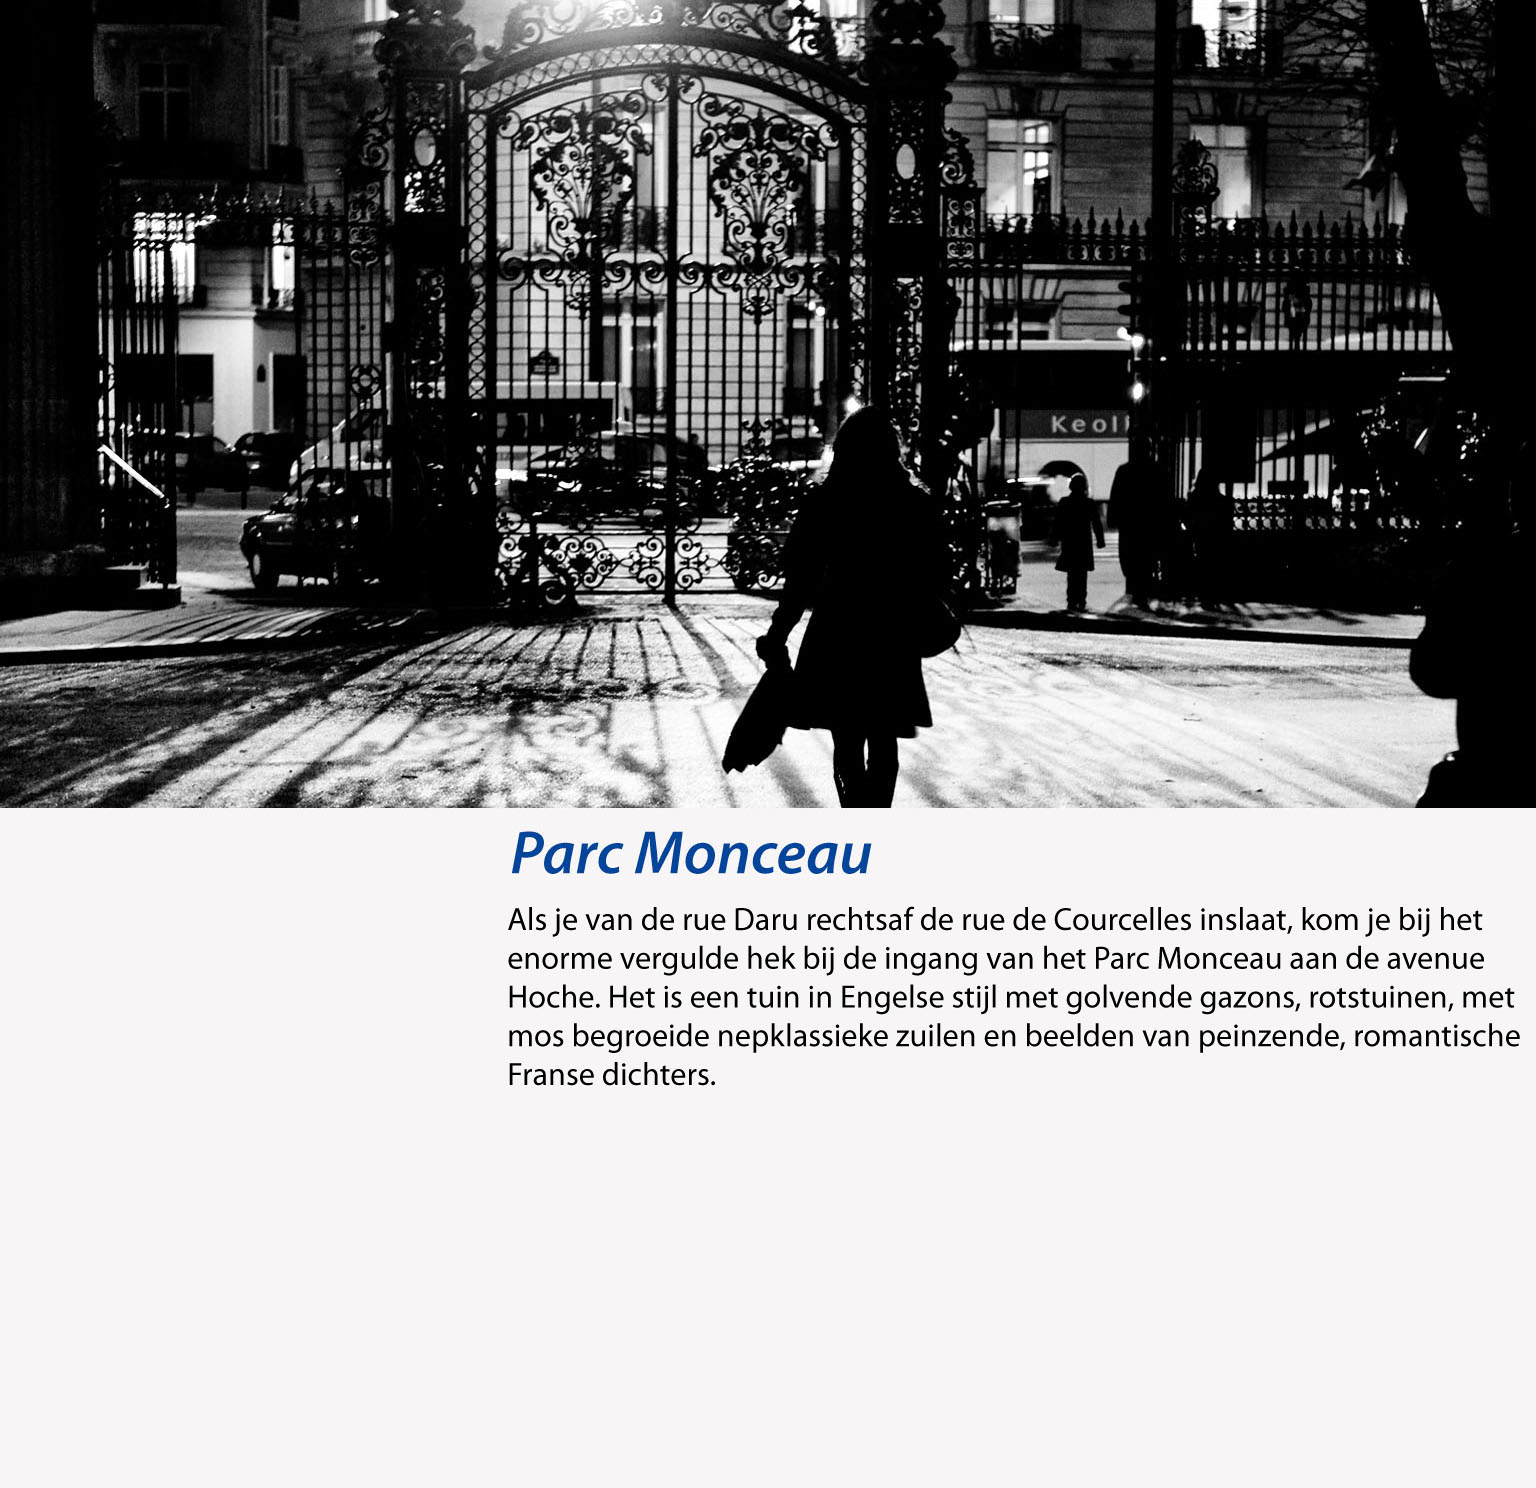 Keoli
Parc Monceau
Als je van de rue Daru rechtsaf de rue de Courcelles inslaat, kom je bij het
enorme vergulde hek bij de ingang van het Parc Monceau aan de avenue
Hoche. Het is een tuin in Engelse stijl met golvende gazons, rotstuinen, met
mos begroeide nepklassieke zuilen en beelden van peinzende, romantische
Franse dichters.